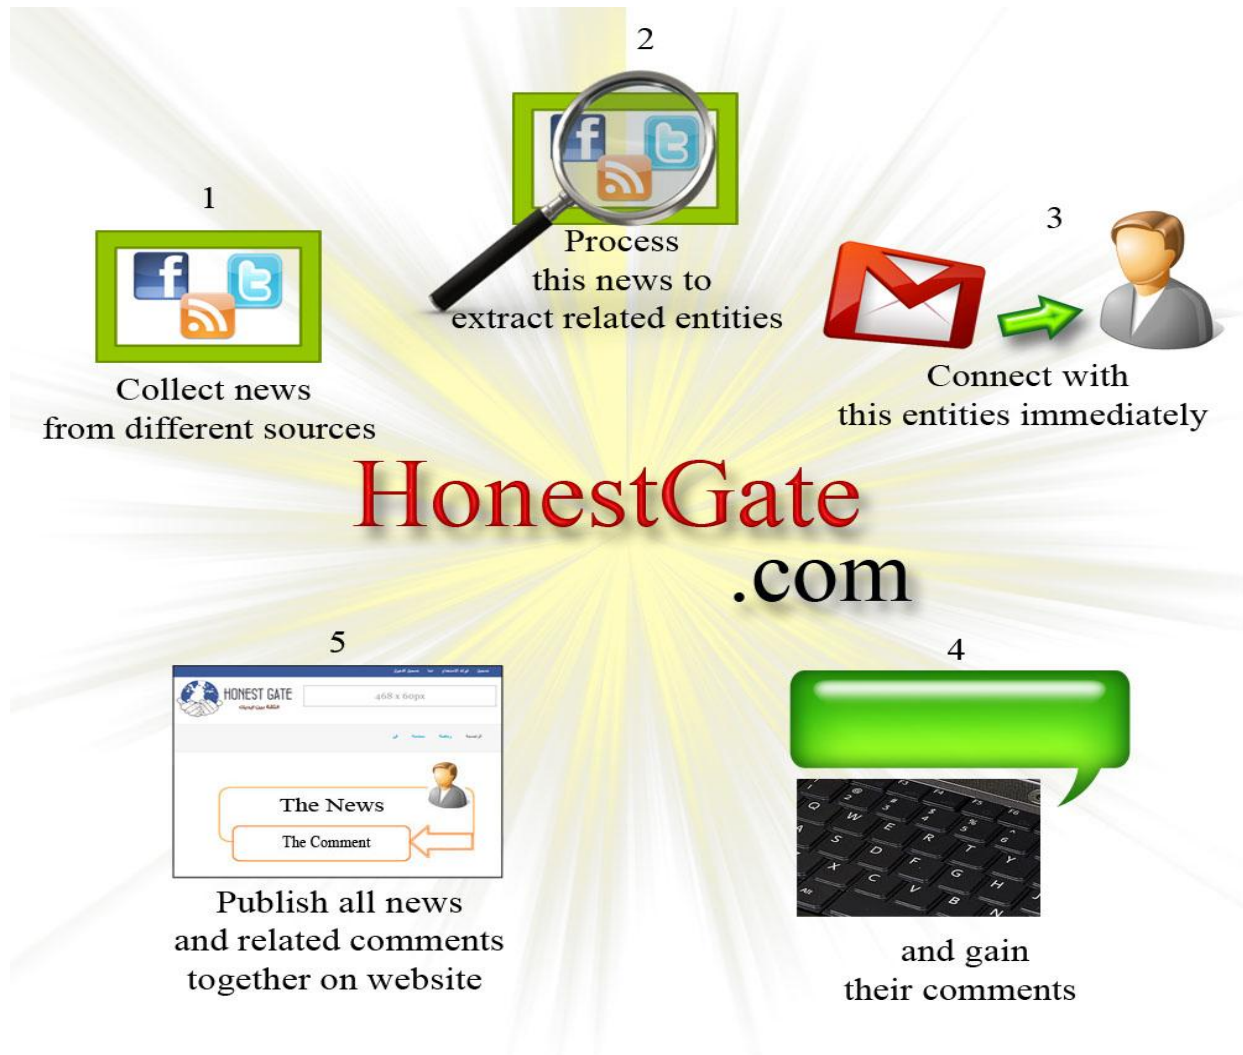 1
Collect news
from different sources
2
Process
this news to
extract related entities
3
Connect with
this entities immediately
HonestGate
.com
4
and gain
their comments
5
HONEST GATE
468 x 60px
The News
The Comment
Publish all news
and related comments
together on website